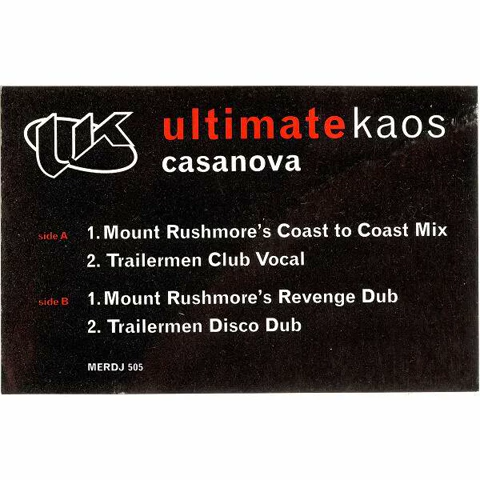 UK
ultimatekaos
casanova
side A
1. Mount Rushmore's Coast to Coast Mix
2. Trailermen Club Vocal
side B
1. Mount Rushmore's Revenge Dub
2. Trailermen Disco Dub
MERDJ 505